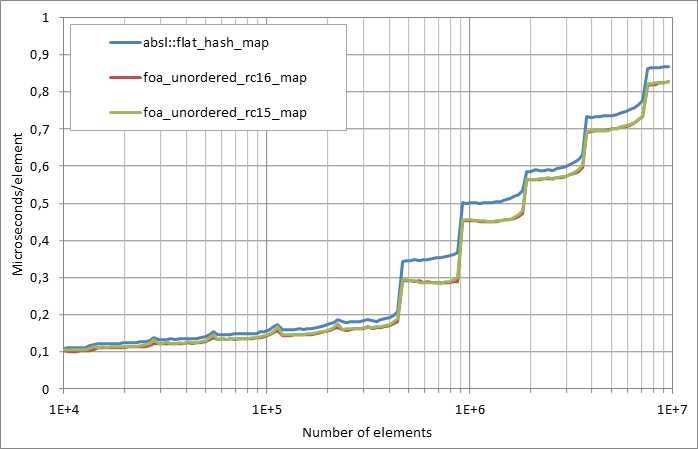 absl::flat_hash_map
foa_unordered_rc16_map
foa_unordered_rc15_map
Microseconds/element
1
0,9
0,8
0,7
0,6
0,5
0,4
0,3
0,2
0,1
0
1E+4 1E+5 1E+6 1E+7
Number of elements